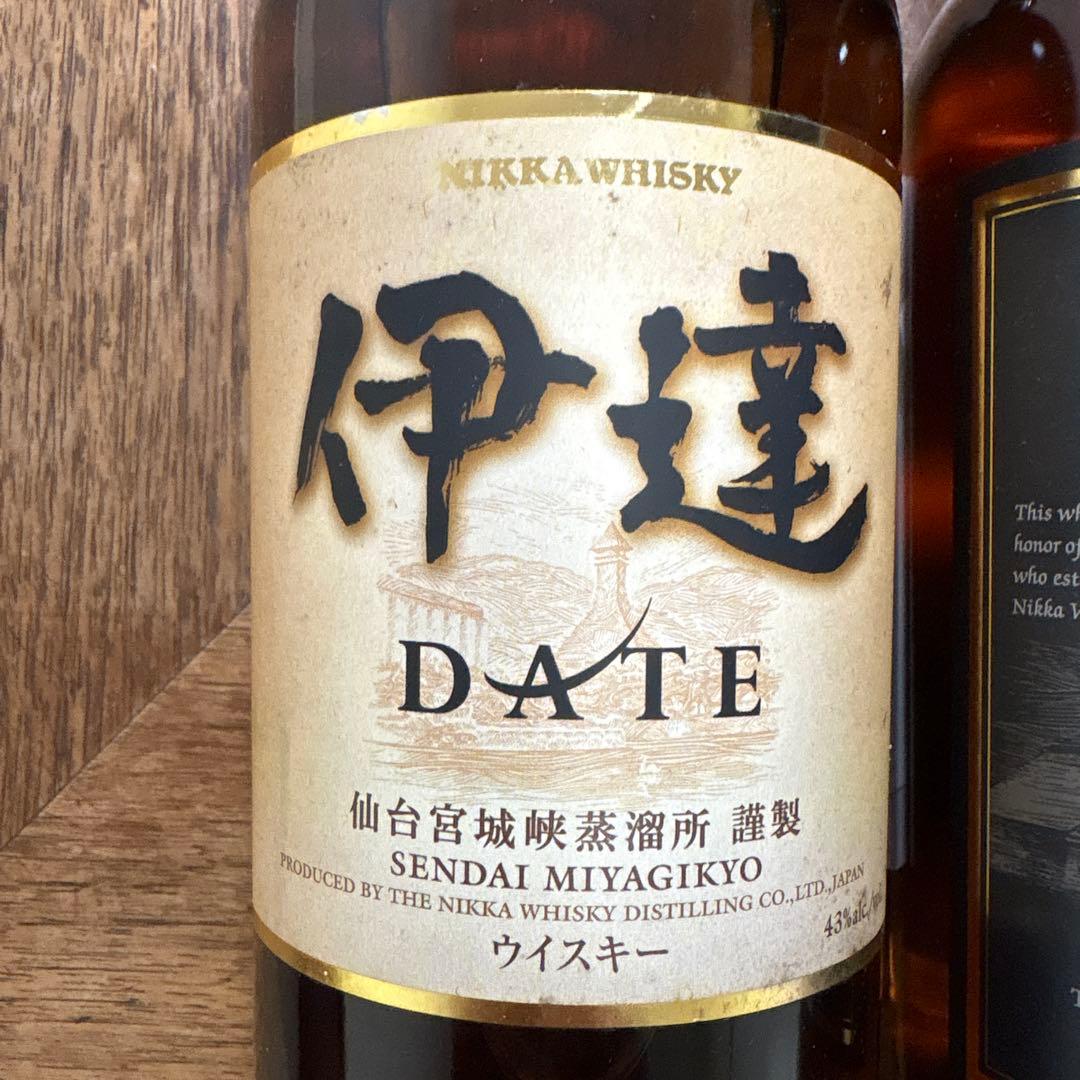 NIKKA WHISKY
伊達
DATE
仙台宮城峡蒸溜所 謹製
SENDAI MIYAGIKYO
PRODUCED BY THE NIKKA WHISKY DISTILLING CO.,LTD.,JAPAN
43%alc./vol
ウイスキー
This
honor of
who
Nikka